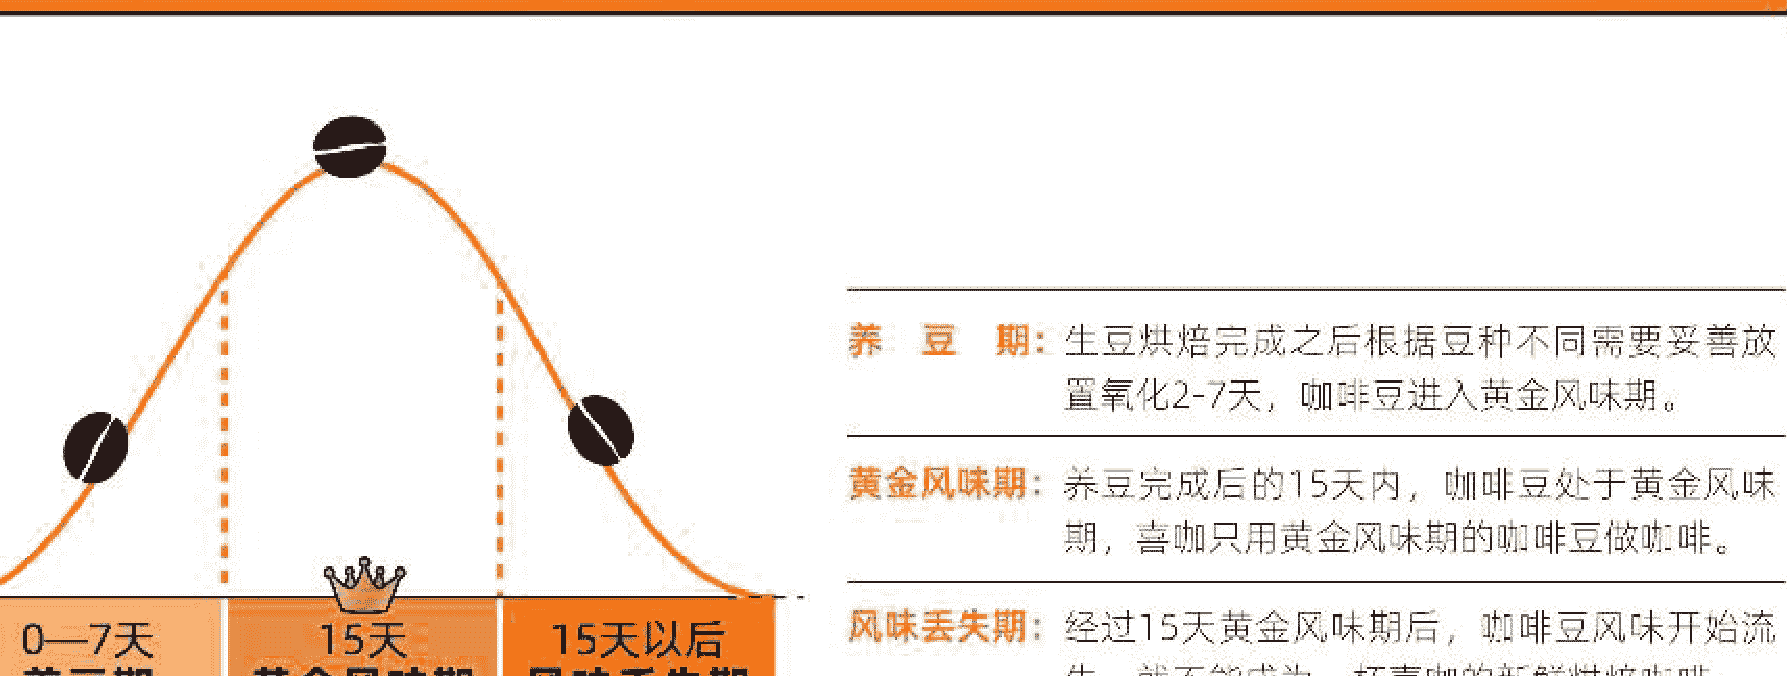 养豆期：生豆烘焙完成之后根据豆种不同需要妥善放
置氧化2-7天，咖啡豆进入黄金风味期。
黄金风味期：养豆完成后的15天内，咖啡豆处于黄金风味
期，喜咖只用黄金风味期的咖啡豆做咖啡。
风味丢失期：经过15天黄金风味期后，咖啡豆风味开始流
0—7天
15天
15天以后